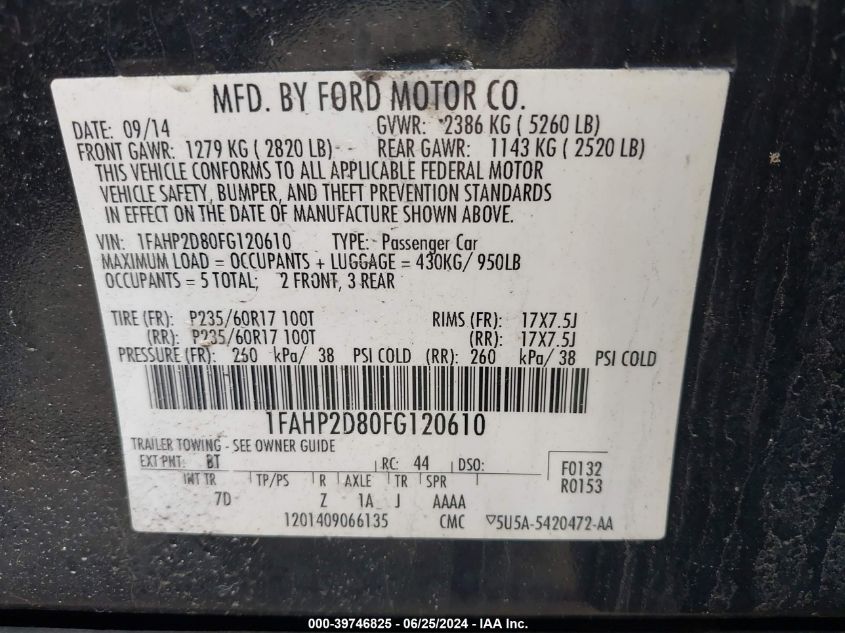 MFD. BY FORD MOTOR CO.
DATE: 09/14 GVWR: 2386 KG ( 5260 LB)
FRONT GAWR: 1279 KG ( 2820 LB) REAR GAWR: 1143 KG ( 2520 LB)
THIS VEHICLE CONFORMS TO ALL APPLICABLE FEDERAL MOTOR
VEHICLE SAFETY, BUMPER, AND THEFT PREVENTION STANDARDS
IN EFFECT ON THE DATE OF MANUFACTURE SHOWN ABOVE.
VIN: 1FAHP2D80FG120610 TYPE: Passenger Car
MAXIMUM LOAD = OCCUPANTS + LUGGAGE = 430KG/ 950LB
OCCUPANTS = 5 TOTAL; 2 FRONT, 3 REAR
TIRE (FR): P235/60R17 100T RIMS (FR): 17X7.5J
(RR): P235/60R17 100T (RR): 17X7.5J
PRESSURE (FR): 260 kPa/ 38 PSI COLD (RR): 260 kPa/ 38 PSI COLD
1FAHP2D80FG120610
TRAILER TOWING - SEE OWNER GUIDE
EXT PNT: BT RC: 44 DSO: F0132
INT TR TP/PS R AXLE TR SPR R0153
7D Z 1A J AAAA
1201409066135 CMC ▽5U5A-5420472-AA
000-39746825 - 06/25/2024 - IAA Inc.